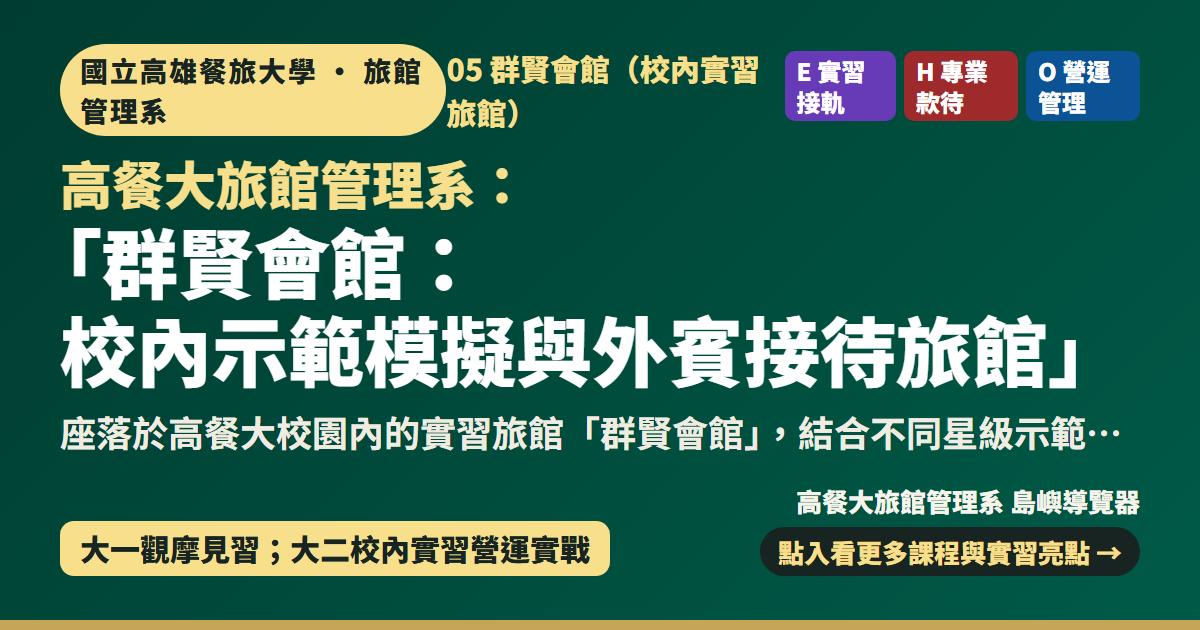 國立高雄餐旅大學 · 旅館
管理系
05 群賢會館（校內實習
旅館）
E 實習
接軌
H 專業
款待
O 營運
管理
高餐大旅館管理系：
「群賢會館：
校內示範模擬與外賓接待旅館」
座落於高餐大校園內的實習旅館「群賢會館」，結合不同星級示範…
高餐大旅館管理系 島嶼導覽器
大一觀摩見習；大二校內實習營運實戰
點入看更多課程與實習亮點 →